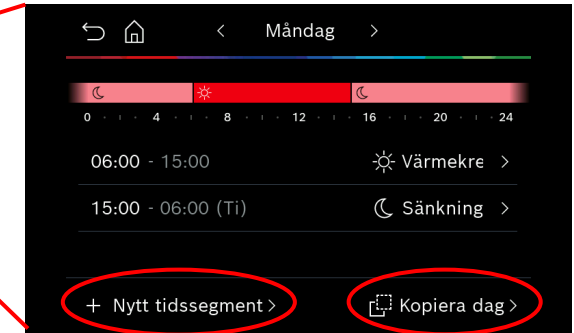 < Måndag >
0 4 8 12 16 20 24
06:00 - 15:00 Värmekre >
15:00 - 06:00 (Ti) Sänkning >
+ Nytt tidssegment > Kopiera dag >